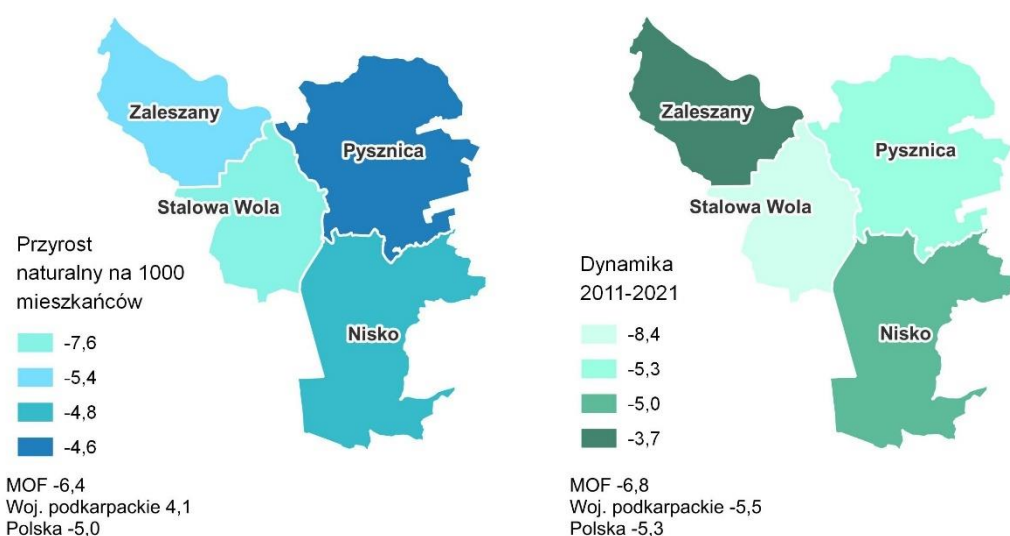 Zaleszany
Pysznica
Stalowa Wola
Nisko
Przyrost
naturalny na 1000
mieszkańców
-7,6
-5,4
-4,8
-4,6
MOF -6,4
Woj. podkarpackie 4,1
Polska -5,0
Zaleszany
Pysznica
Stalowa Wola
Nisko
Dynamika
2011-2021
-8,4
-5,3
-5,0
-3,7
MOF -6,8
Woj. podkarpackie -5,5
Polska -5,3